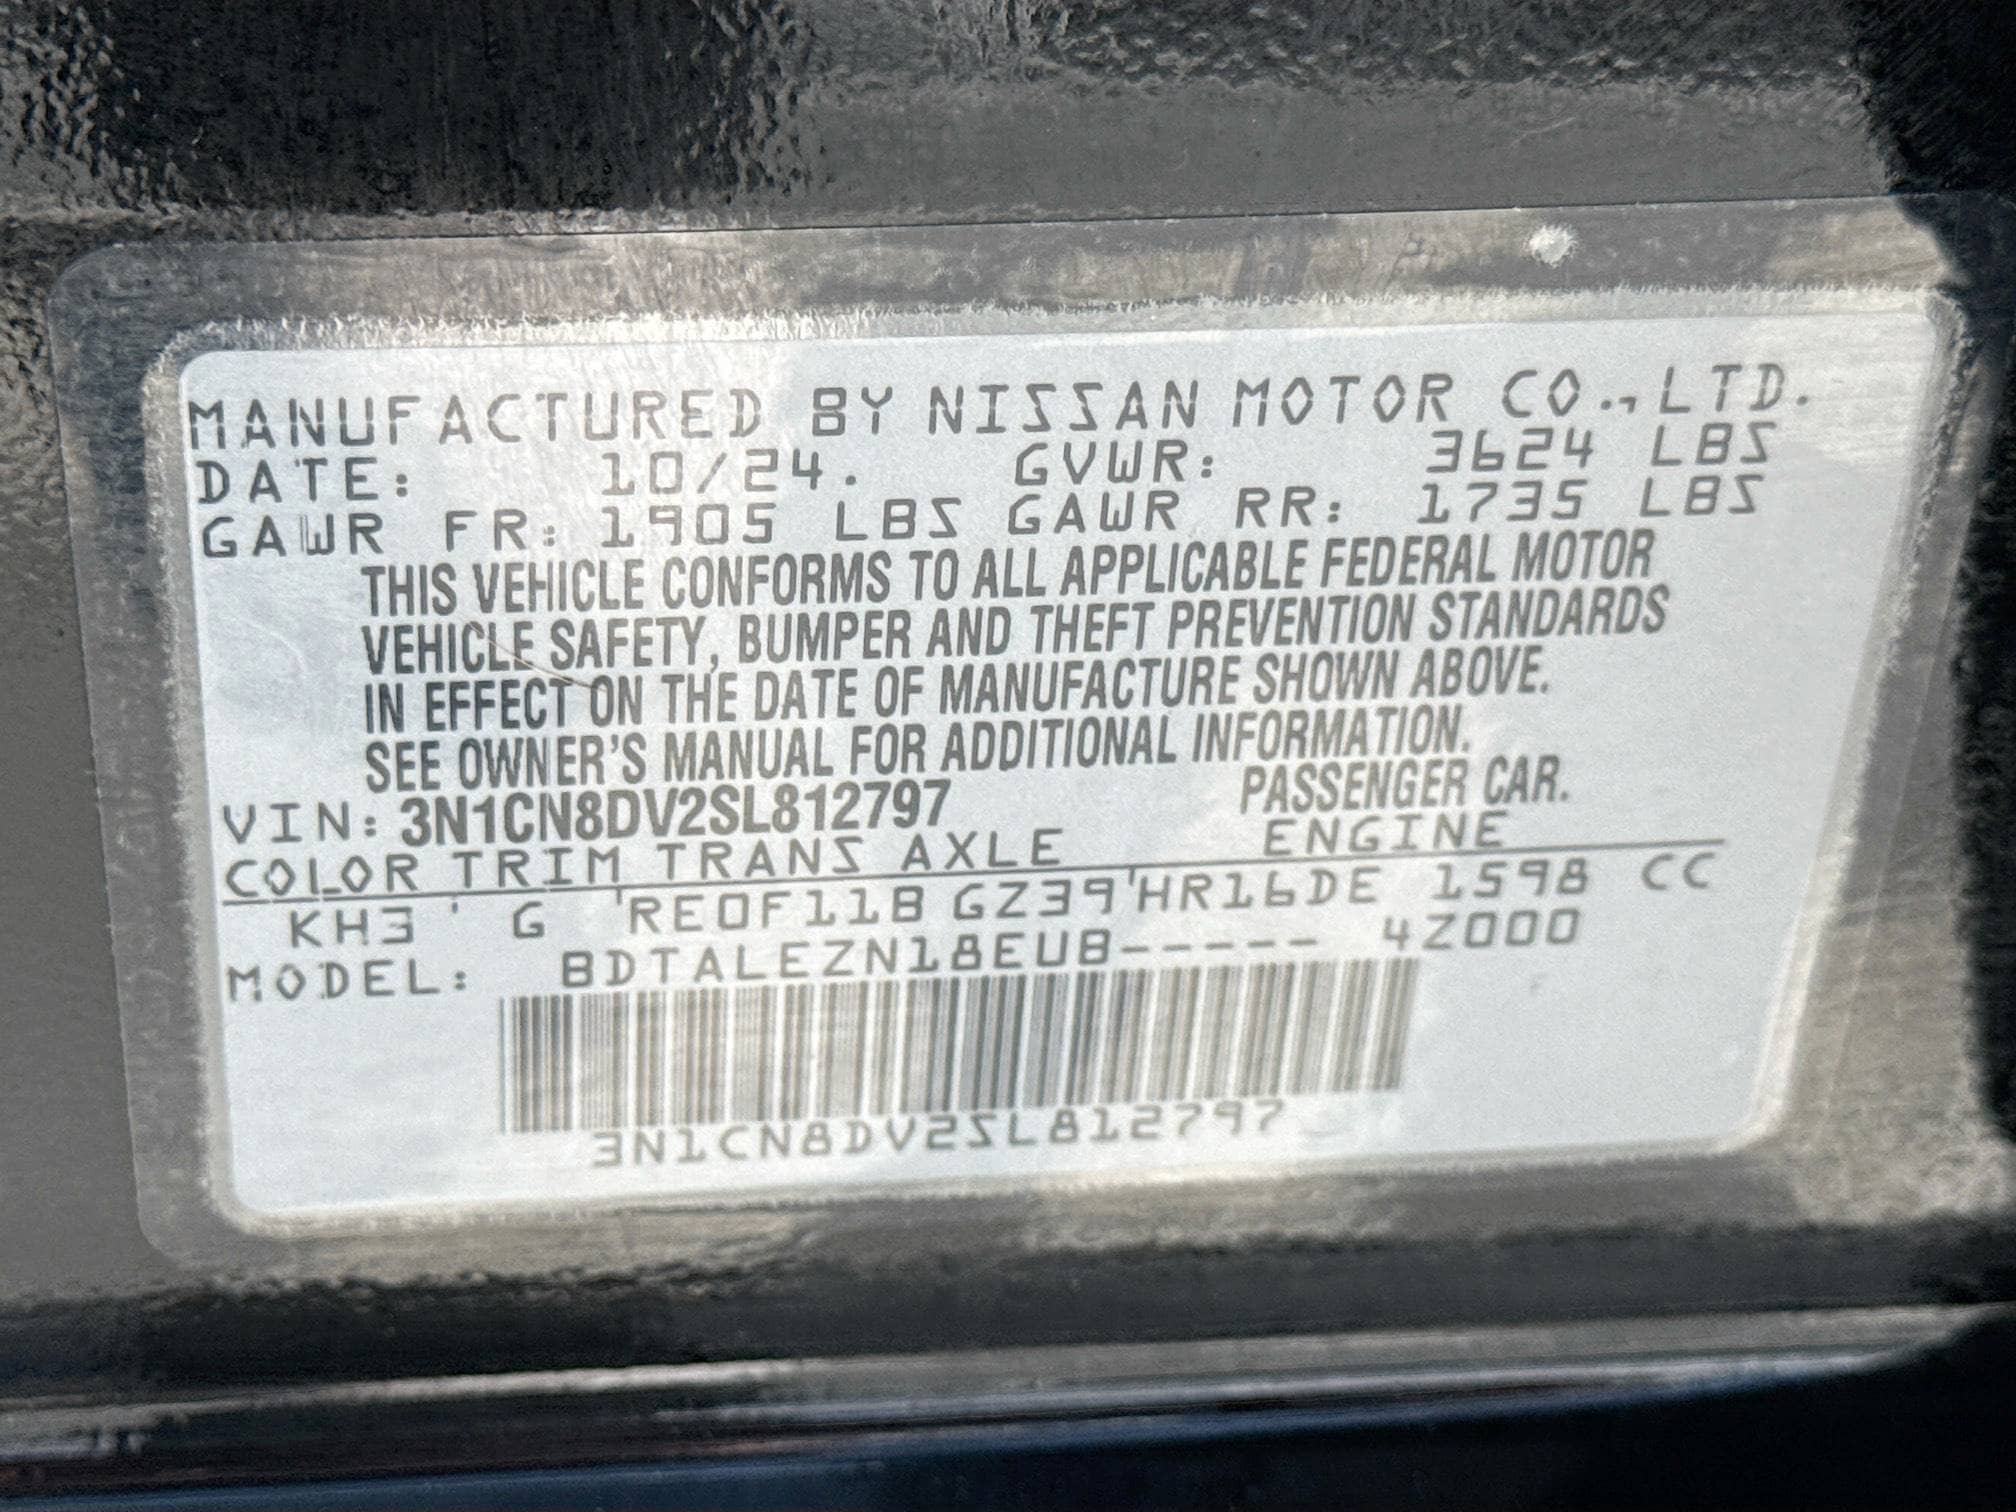 MANUFACTURED BY NISSAN MOTOR CO.,LTD.
DATE: 10/24. GVWR: 3624 LBS
GAWR FR: 1905 LBS GAWR RR: 1735 LBS
THIS VEHICLE CONFORMS TO ALL APPLICABLE FEDERAL MOTOR
VEHICLE SAFETY, BUMPER AND THEFT PREVENTION STANDARDS
IN EFFECT ON THE DATE OF MANUFACTURE SHOWN ABOVE.
SEE OWNER'S MANUAL FOR ADDITIONAL INFORMATION.
VIN: 3N1CN8DV2SL812797 PASSENGER CAR.
COLOR TRIM TRANS AXLE ENGINE
KH3 ' G 'RE0F11B GZ39'HR16DE 1598 CC
MODEL: BDTALEZN18EUB----- 4Z000
3N1CN8DV2SL812797